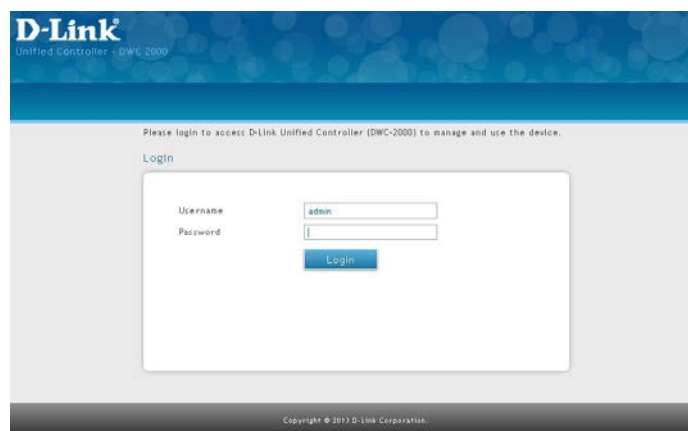 D-Link
Unified Controller - DWC 2000
Please login to access D-Link Unified Controller (DWC-2000) to manage and use the device.
Login
Username admin
Password
Login
Copyright © 2013 D-Link Corporation.